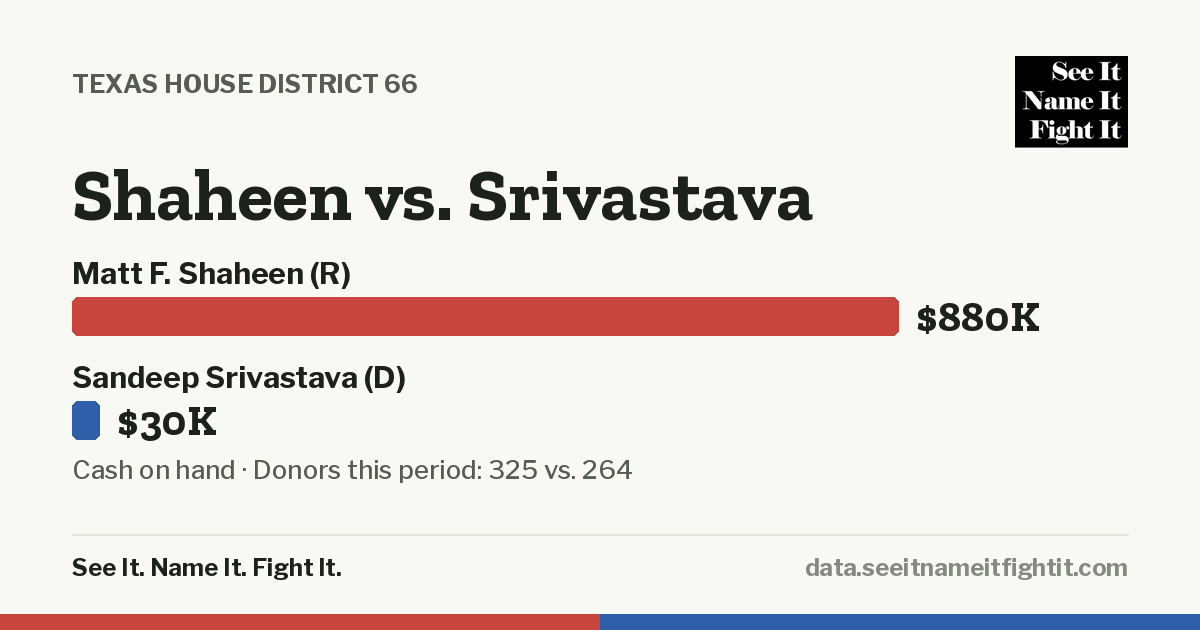 TEXAS HOUSE DISTRICT 66
See It
Name It
Fight It
Shaheen vs. Srivastava
Matt F. Shaheen (R)
$880K
Sandeep Srivastava (D)
$30K
Cash on hand · Donors this period: 325 vs. 264
See It. Name It. Fight It.
data.seeitnameitfightit.com